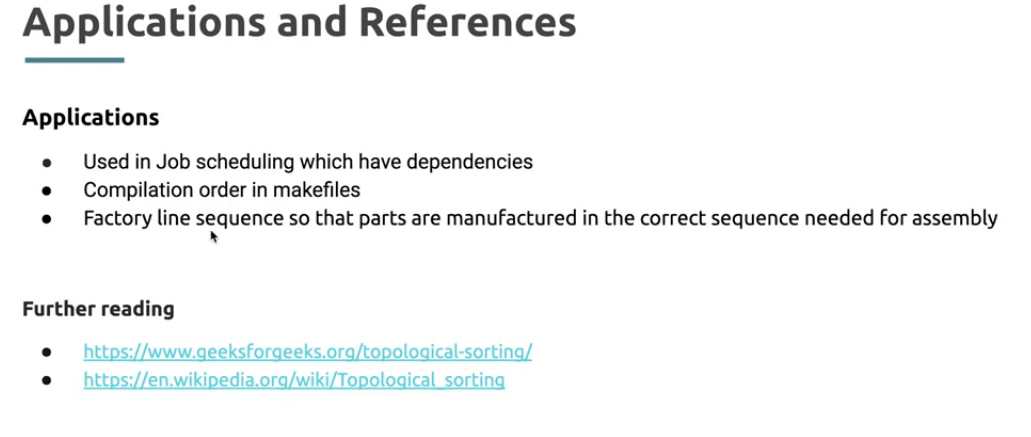 Applications and References
Applications
● Used in Job scheduling which have dependencies
● Compilation order in makefiles
● Factory line sequence so that parts are manufactured in the correct sequence needed for assembly
Further reading
● https://www.geeksforgeeks.org/topological-sorting/
● https://en.wikipedia.org/wiki/Topological_sorting